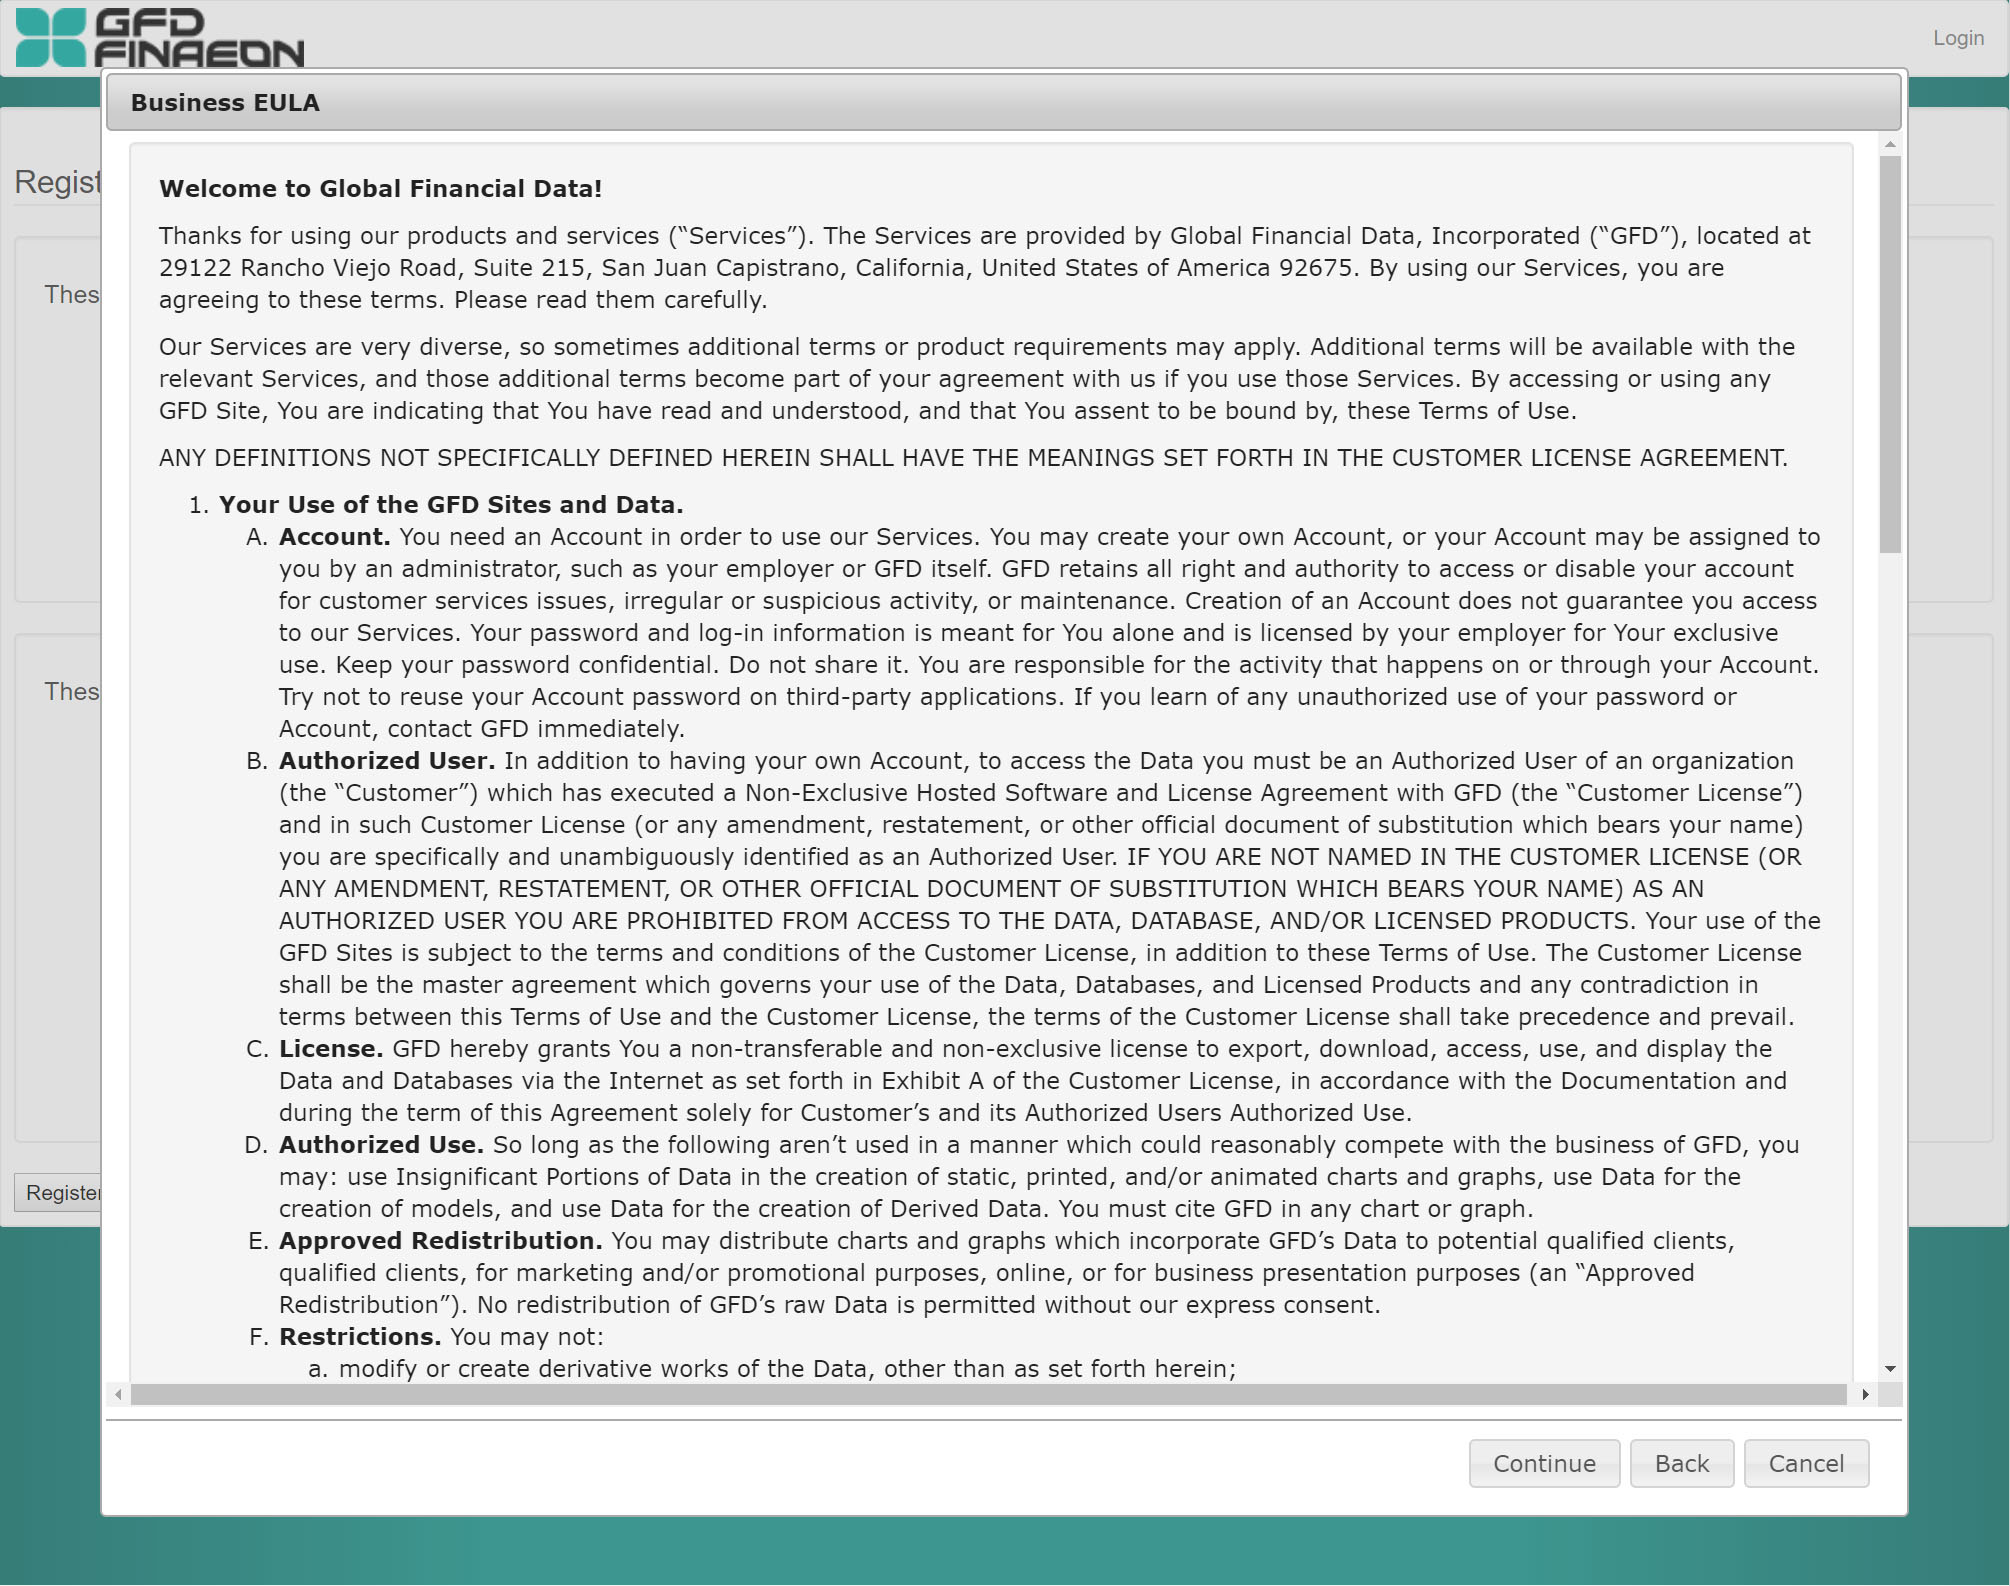 GFD
FINAEON
Login
Business EULA
Regist
Welcome to Global Financial Data!
Thanks for using our products and services (“Services”). The Services are provided by Global Financial Data, Incorporated (“GFD”), located at
29122 Rancho Viejo Road, Suite 215, San Juan Capistrano, California, United States of America 92675. By using our Services, you are
Thes
agreeing to these terms. Please read them carefully.
Our Services are very diverse, so sometimes additional terms or product requirements may apply. Additional terms will be available with the
relevant Services, and those additional terms become part of your agreement with us if you use those Services. By accessing or using any
GFD Site, You are indicating that You have read and understood, and that You assent to be bound by, these Terms of Use.
ANY DEFINITIONS NOT SPECIFICALLY DEFINED HEREIN SHALL HAVE THE MEANINGS SET FORTH IN THE CUSTOMER LICENSE AGREEMENT.
1. Your Use of the GFD Sites and Data.
A. Account. You need an Account in order to use our Services. You may create your own Account, or your Account may be assigned to
you by an administrator, such as your employer or GFD itself. GFD retains all right and authority to access or disable your account
for customer services issues, irregular or suspicious activity, or maintenance. Creation of an Account does not guarantee you access
to our Services. Your password and log-in information is meant for You alone and is licensed by your employer for Your exclusive
use. Keep your password confidential. Do not share it. You are responsible for the activity that happens on or through your Account.
Thes
Try not to reuse your Account password on third-party applications. If you learn of any unauthorized use of your password or
Account, contact GFD immediately.
B. Authorized User. In addition to having your own Account, to access the Data you must be an Authorized User of an organization
(the “Customer”) which has executed a Non-Exclusive Hosted Software and License Agreement with GFD (the “Customer License”)
and in such Customer License (or any amendment, restatement, or other official document of substitution which bears your name)
you are specifically and unambiguously identified as an Authorized User. IF YOU ARE NOT NAMED IN THE CUSTOMER LICENSE (OR
ANY AMENDMENT, RESTATEMENT, OR OTHER OFFICIAL DOCUMENT OF SUBSTITUTION WHICH BEARS YOUR NAME) AS AN
AUTHORIZED USER YOU ARE PROHIBITED FROM ACCESS TO THE DATA, DATABASE, AND/OR LICENSED PRODUCTS. Your use of the
GFD Sites is subject to the terms and conditions of the Customer License, in addition to these Terms of Use. The Customer License
shall be the master agreement which governs your use of the Data, Databases, and Licensed Products and any contradiction in
terms between this Terms of Use and the Customer License, the terms of the Customer License shall take precedence and prevail.
C. License. GFD hereby grants You a non-transferable and non-exclusive license to export, download, access, use, and display the
Data and Databases via the Internet as set forth in Exhibit A of the Customer License, in accordance with the Documentation and
during the term of this Agreement solely for Customer’s and its Authorized Users Authorized Use.
D. Authorized Use. So long as the following aren’t used in a manner which could reasonably compete with the business of GFD, you
may: use Insignificant Portions of Data in the creation of static, printed, and/or animated charts and graphs, use Data for the
Register
creation of models, and use Data for the creation of Derived Data. You must cite GFD in any chart or graph.
E. Approved Redistribution. You may distribute charts and graphs which incorporate GFD’s Data to potential qualified clients,
qualified clients, for marketing and/or promotional purposes, online, or for business presentation purposes (an “Approved
Redistribution”). No redistribution of GFD’s raw Data is permitted without our express consent.
F. Restrictions. You may not:
a. modify or create derivative works of the Data, other than as set forth herein;
Continue
Back
Cancel